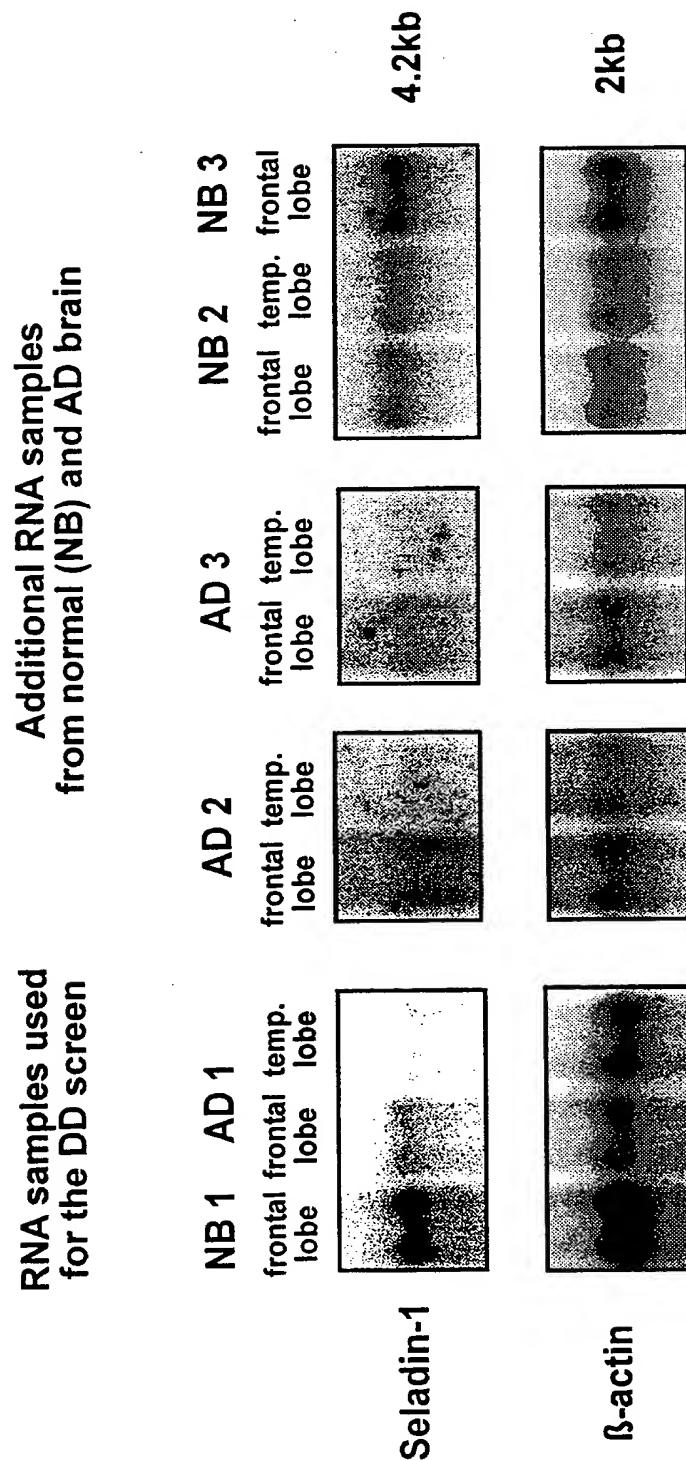 RNA samples used
for the DD screen
Additional RNA samples
from normal (NB) and AD brain
NB 1 AD 1 AD 2 AD 3 NB 2 NB 3
frontal frontal temp. frontal temp. frontal temp. frontal temp. frontal
lobe lobe lobe lobe lobe lobe lobe lobe lobe lobe
Seladin-1 4.2kb
ß-actin 2kb